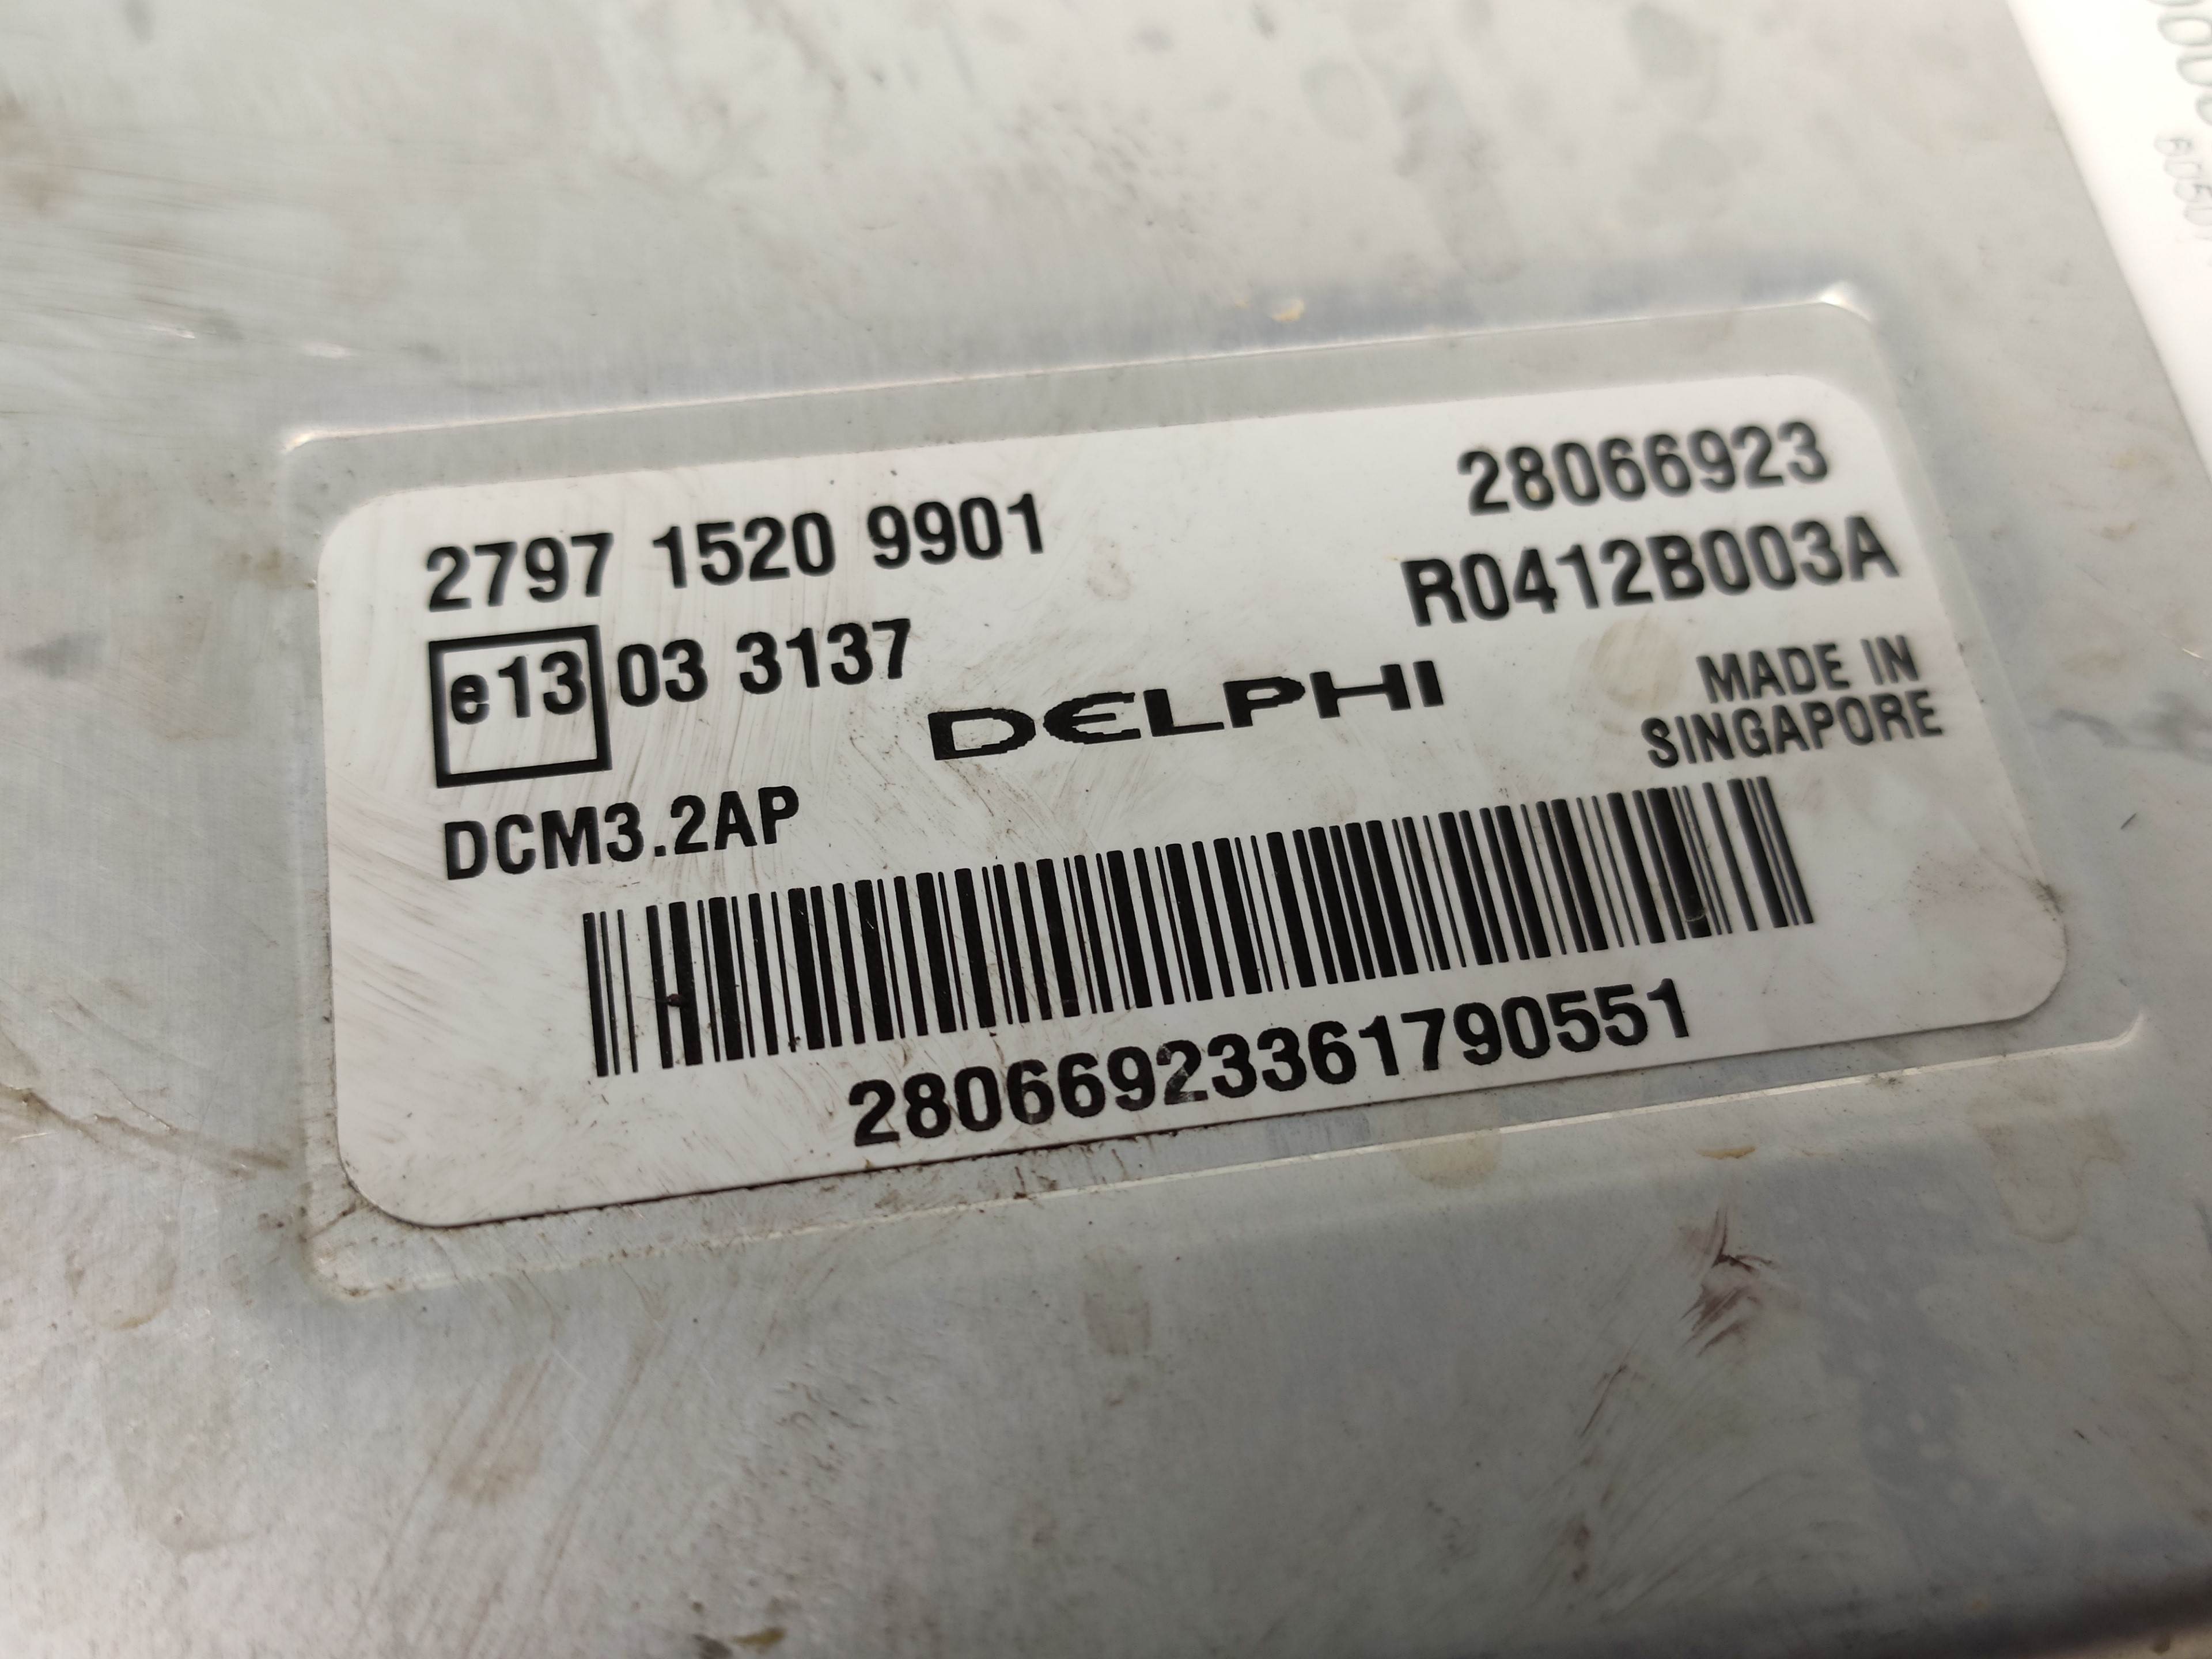 2797 1520 9901
28066923
R0412B003A
e13 03 3137
DELPHI
MADE IN
SINGAPORE
DCM3.2AP
28066923361790551